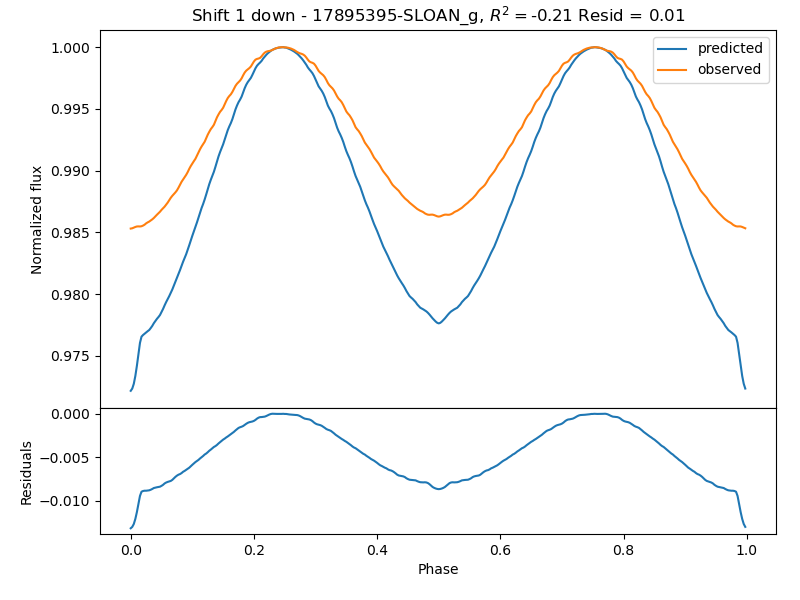 Shift 1 down - 17895395-SLOAN_g, $R^2 = $-0.21 Resid = 0.01
predicted
observed
1.000
0.995
0.990
0.985
0.980
0.975
Normalized flux
0.000
−0.005
−0.010
Residuals
0.0
0.2
0.4
0.6
0.8
1.0
Phase